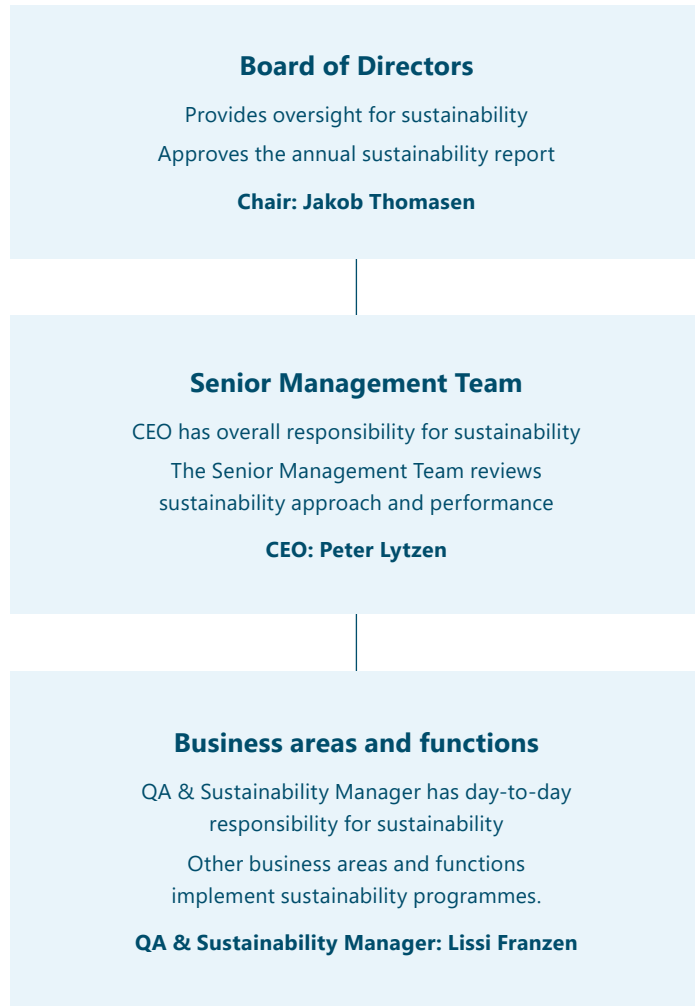 Board of Directors
Provides oversight for sustainability
Approves the annual sustainability report
Chair: Jakob Thomasen
Senior Management Team
CEO has overall responsibility for sustainability
The Senior Management Team reviews
sustainability approach and performance
CEO: Peter Lytzen
Business areas and functions
QA & Sustainability Manager has day-to-day
responsibility for sustainability
Other business areas and functions
implement sustainability programmes.
QA & Sustainability Manager: Lissi Franzen